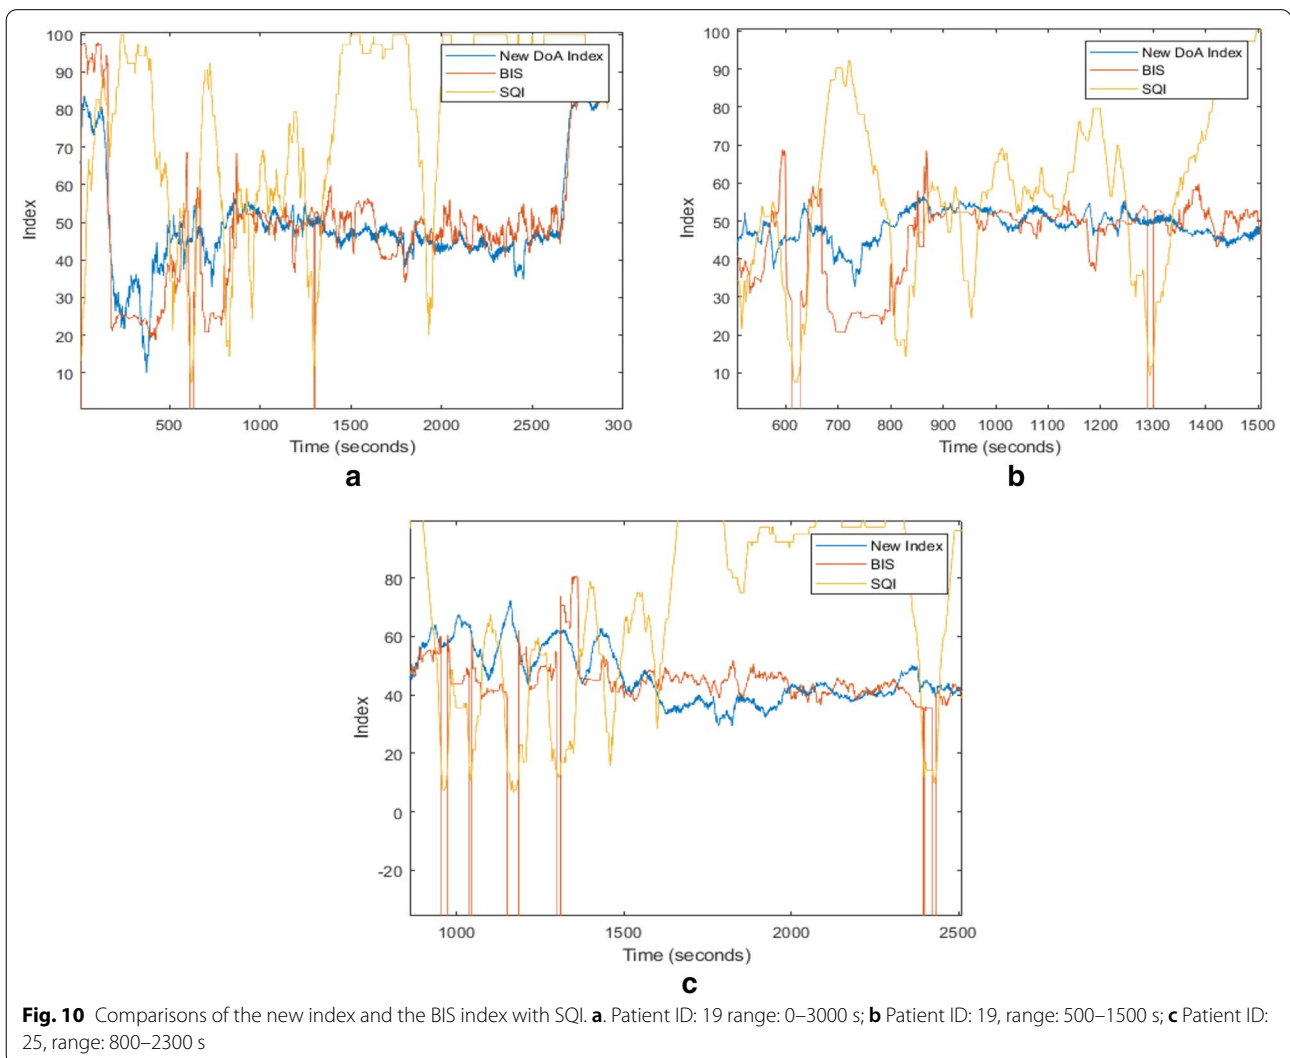 100
90
80
70
60
50
40
30
20
10
Index
New DoA Index
BIS
SQI
500 1000 1500 2000 2500 300
Time (seconds)
a
100
90
80
70
60
50
40
30
20
10
Index
New DoA Index
BIS
SQI
600 700 800 900 1000 1100 1200 1300 1400 1500
Time (seconds)
b
80
60
40
20
0
-20
Index
New Index
BIS
SQI
1000 1500 2000 2500
Time (seconds)
c
Fig. 10 Comparisons of the new index and the BIS index with SQI. a. Patient ID: 19 range: 0–3000 s; b Patient ID: 19, range: 500–1500 s; c Patient ID:
25, range: 800–2300 s